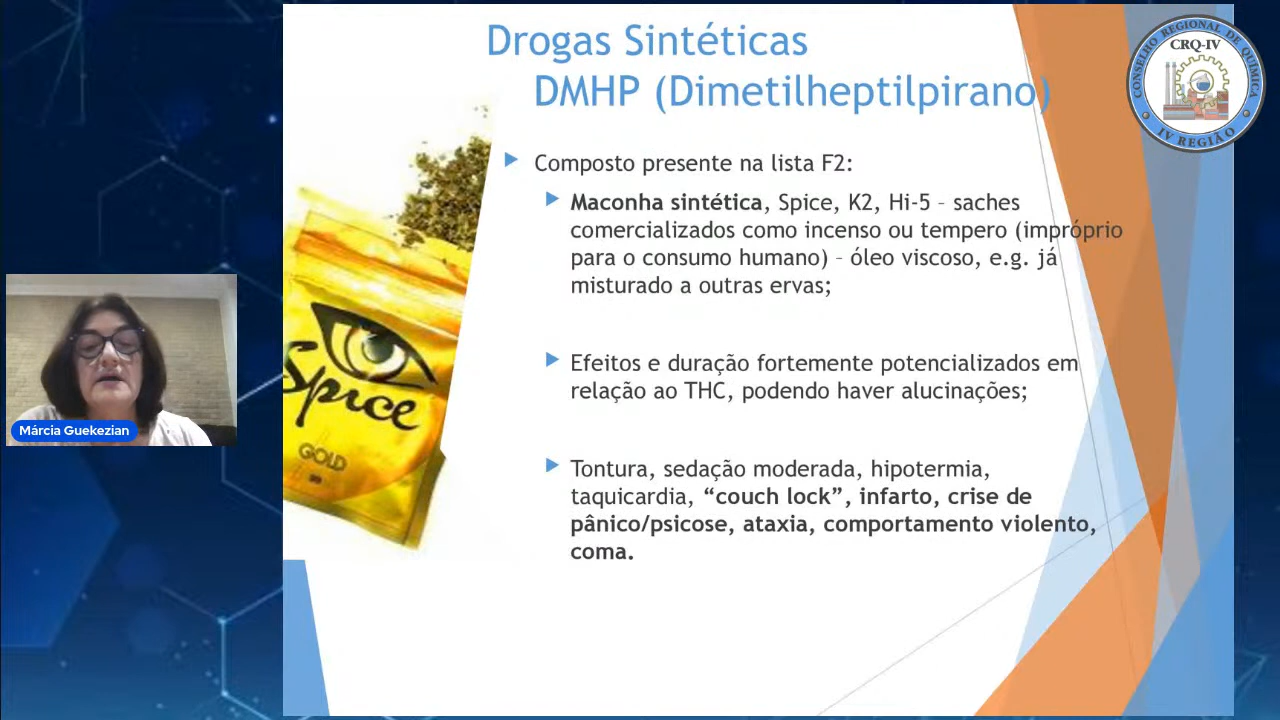 Drogas Sintéticas
DMHP (Dimetilheptilpirano)
CONSELHO REGIONAL DE QUÍMICA
CRQ-IV
IV REGIÃO
Composto presente na lista F2:
Maconha sintética, Spice, K2, Hi-5 – saches
comercializados como incenso ou tempero (impróprio
para o consumo humano) – óleo viscoso, e.g. já
misturado a outras ervas;
Efeitos e duração fortemente potencializados em
relação ao THC, podendo haver alucinações;
Tontura, sedação moderada, hipotermia,
taquicardia, “couch lock”, infarto, crise de
pânico/psicose, ataxia, comportamento violento,
coma.
Spice
GOLD
Márcia Guekezian